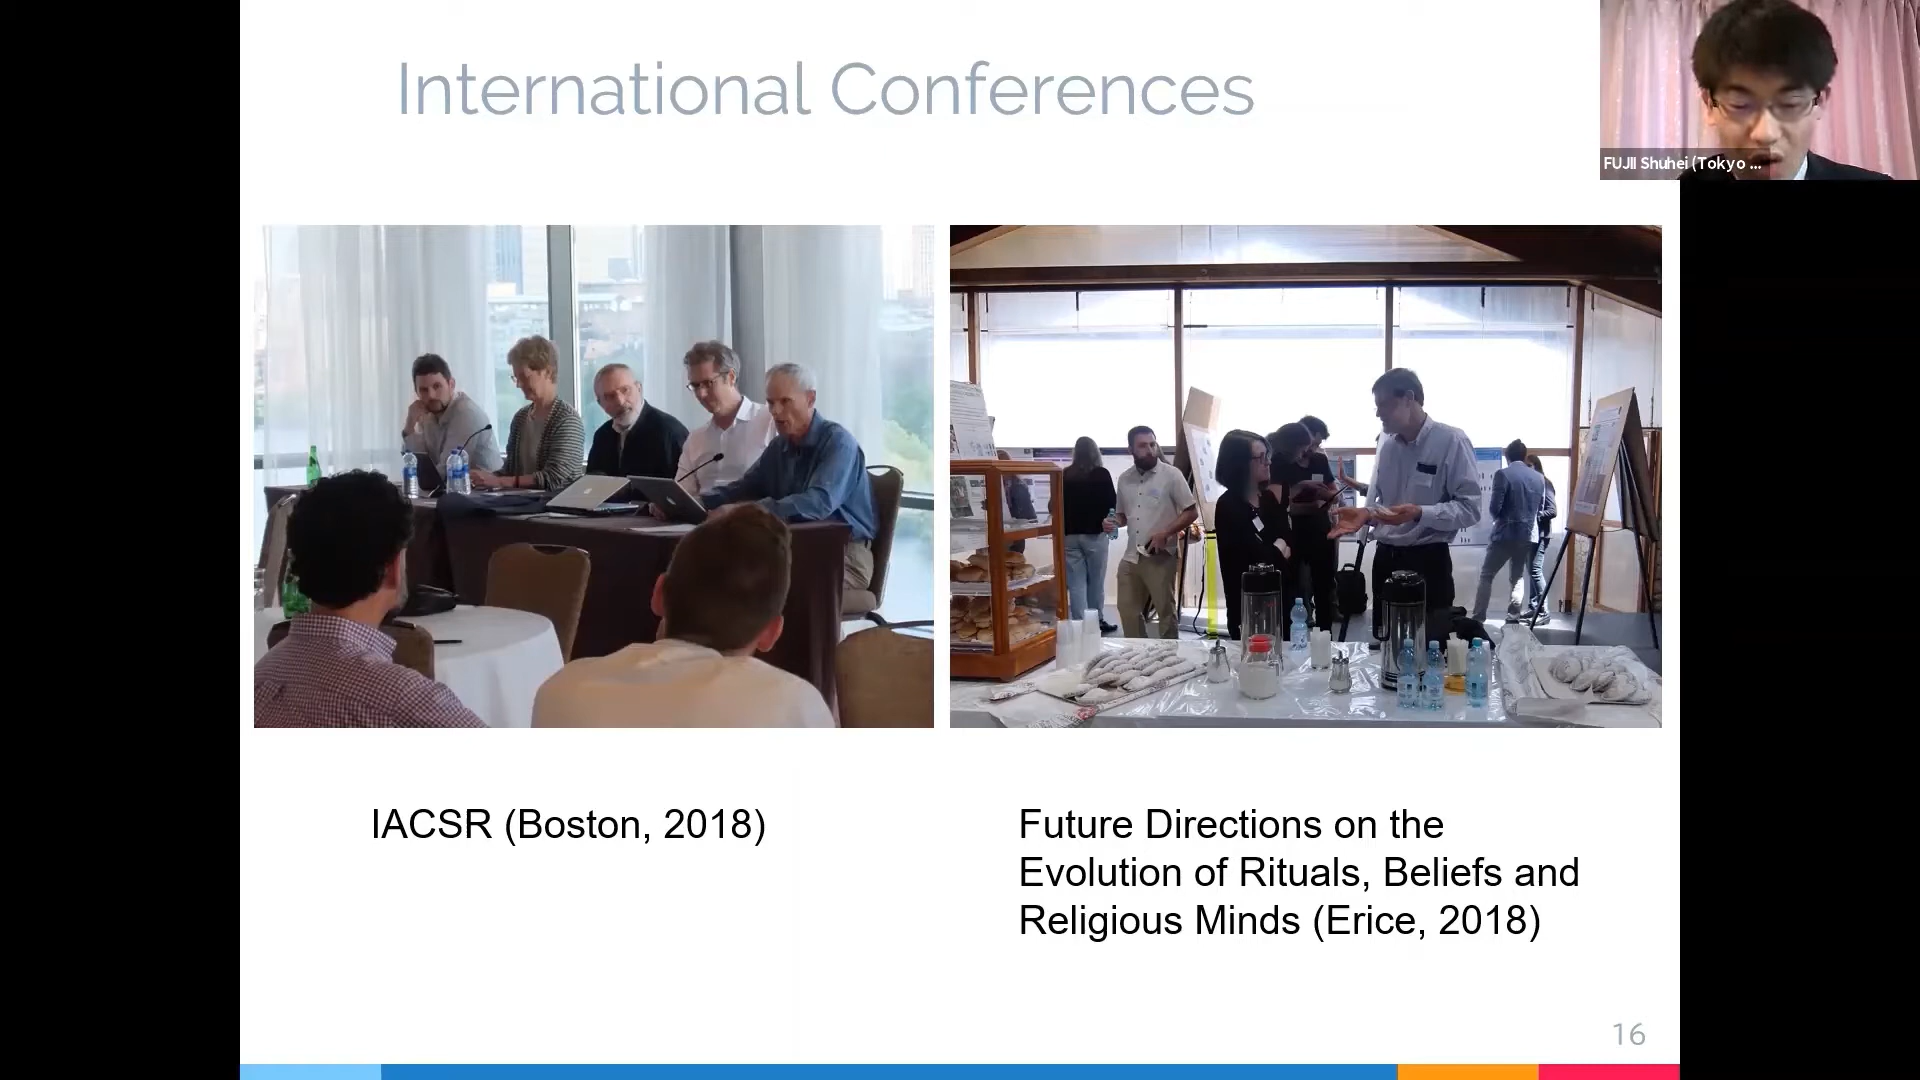 International Conferences
FUJII Shuhei (Tokyo ...
IACSR (Boston, 2018)
Future Directions on the
Evolution of Rituals, Beliefs and
Religious Minds (Erice, 2018)
16